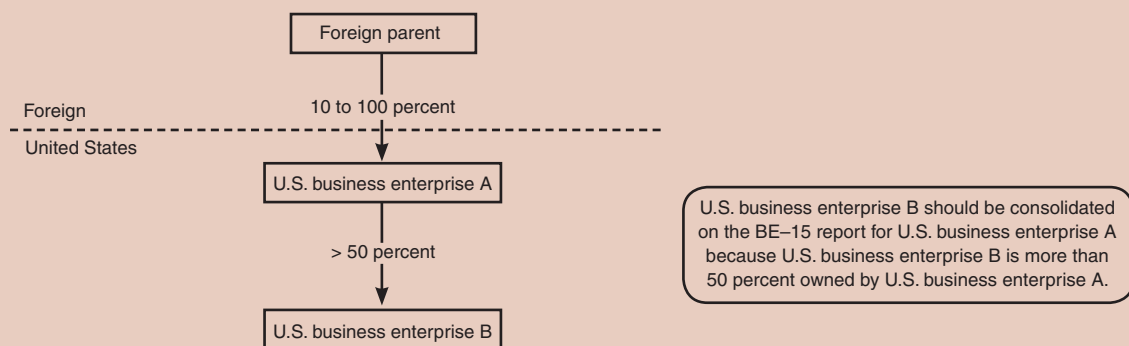 Foreign parent
10 to 100 percent
Foreign
United States
U.S. business enterprise A
> 50 percent
U.S. business enterprise B
U.S. business enterprise B should be consolidated
on the BE–15 report for U.S. business enterprise A
because U.S. business enterprise B is more than
50 percent owned by U.S. business enterprise A.